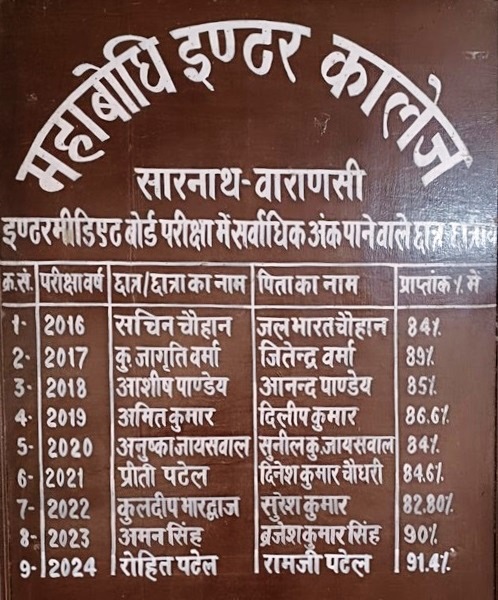 महाबोधि इण्टर कालेज
सारनाथ-वाराणसी
इण्टरमीडिएट बोर्ड परीक्षा में सर्वाधिक अंक पाने वाले छात्र
क्र.सं. परीक्षा वर्ष छात्र/छात्रा का नाम पिता का नाम प्राप्तांक % में
1- 2016 सचिन चौहान जल भारत चौहान 84%
2- 2017 कु जागृति वर्मा जितेन्द्र वर्मा 89%
3- 2018 आशीष पाण्डेय आनन्द पाण्डेय 85%
4- 2019 अमित कुमार दिलीप कुमार 86.6%
5- 2020 अनुष्का जायसवाल सुनील कु. जायसवाल 84%
6- 2021 प्रीती पटेल दिनेश कुमार चौधरी 84.6%
7- 2022 कुलदीप भारद्वाज सुरेश कुमार 82.80%
8- 2023 अमन सिंह ब्रजेश कुमार सिंह 90%
9- 2024 रोहित पटेल रामजी पटेल 91.4%